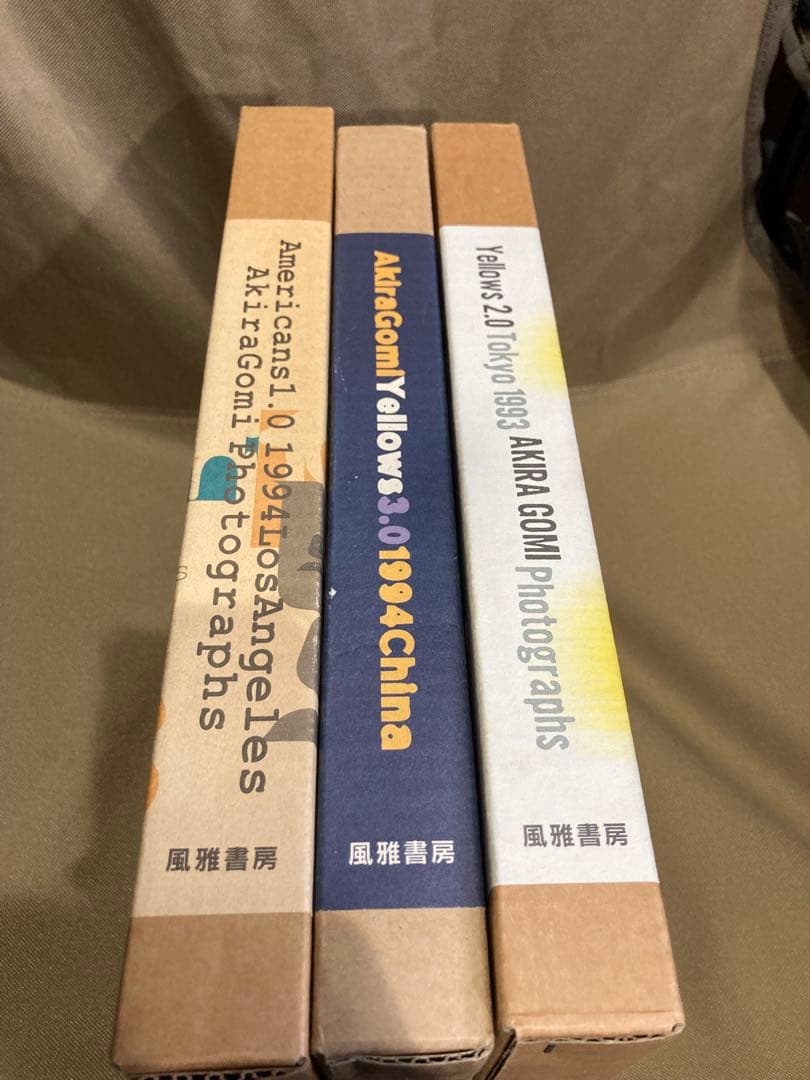 Americans1.0 1994LosAngeles
AkiraGomi Photographs
風雅書房
AkiraGomiYellows3.01994China
風雅書房
Yellows 2.0 Tokyo 1993 AKIRA GOMI Photographs
風雅書房